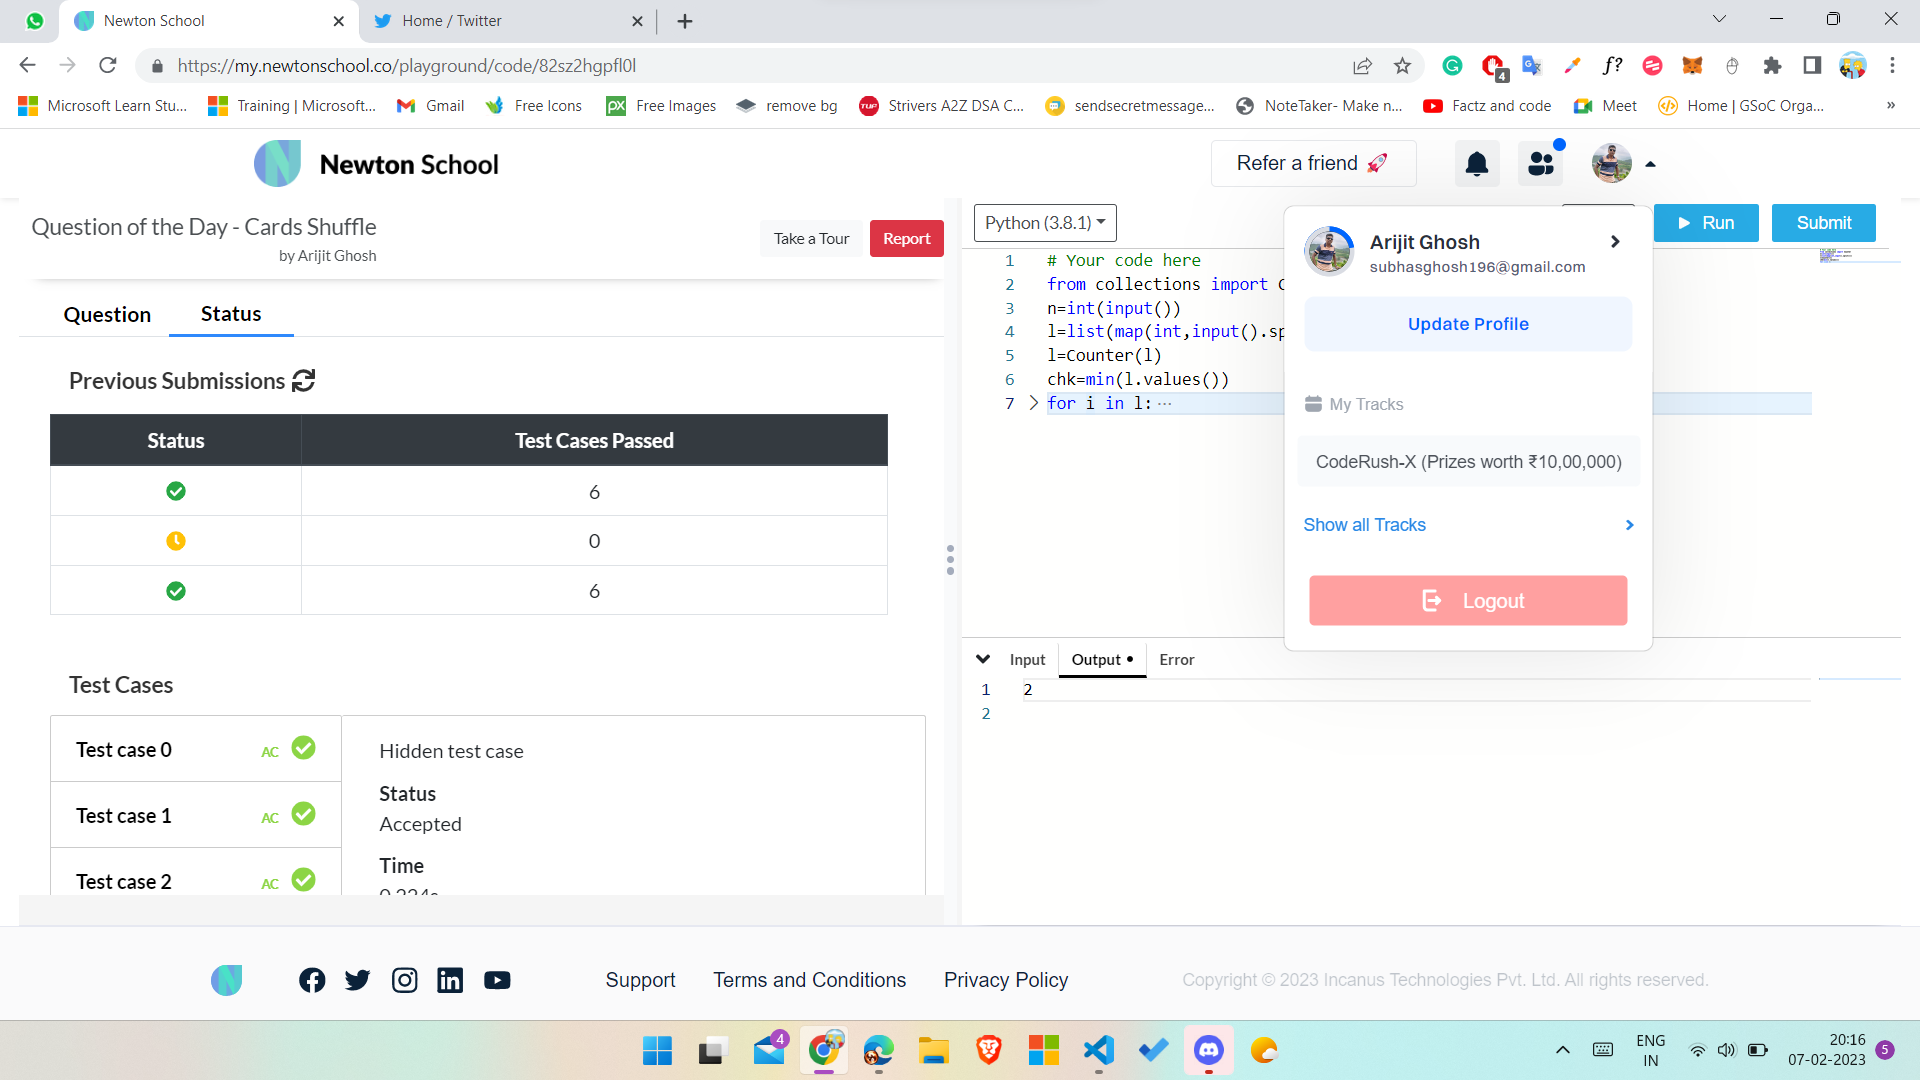 Newton School
Home / Twitter
https://my.newtonschool.co/playground/code/82sz2hgpfl0l
4
Microsoft Learn Stu...
Training | Microsoft...
Gmail
Free Icons
Free Images
remove bg
Strivers A2Z DSA C...
sendsecretmessage...
NoteTaker- Make n...
Factz and code
Meet
Home | GSoC Orga...
»
Newton School
Refer a friend 🚀
Question of the Day - Cards Shuffle
by Arijit Ghosh
Take a Tour
Report
Question
Status
Previous Submissions
Status
Test Cases Passed
6
0
6
Test Cases
Test case 0
AC
Test case 1
AC
Test case 2
AC
Hidden test case
Status
Accepted
Time
Python (3.8.1)
Run
Submit
1 # Your code here
2 from collections import C
3 n=int(input())
4 l=list(map(int,input().sp
5 l=Counter(l)
6 chk=min(l.values())
7 for i in l:···
Arijit Ghosh
subhasghosh196@gmail.com
Update Profile
My Tracks
CodeRush-X (Prizes worth ₹10,00,000)
Show all Tracks
Logout
Input
Output •
Error
1 2
2
Support
Terms and Conditions
Privacy Policy
Copyright © 2023 Incanus Technologies Pvt. Ltd. All rights reserved.
4
ENG
IN
20:16
07-02-2023
5